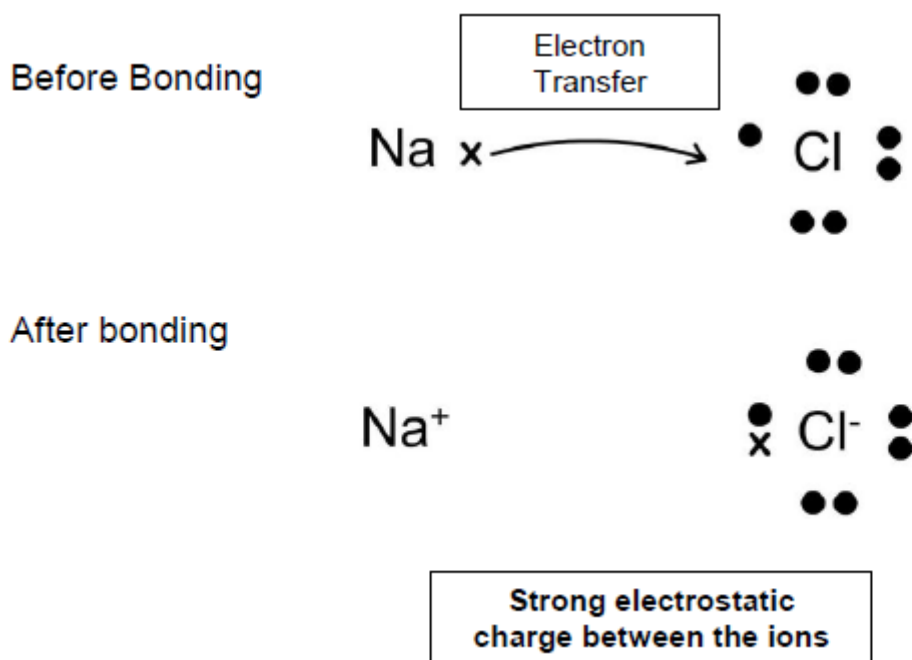 Before Bonding
Electron
Transfer
Na x
Cl
After bonding
Na⁺
x Cl⁻
Strong electrostatic
charge between the ions